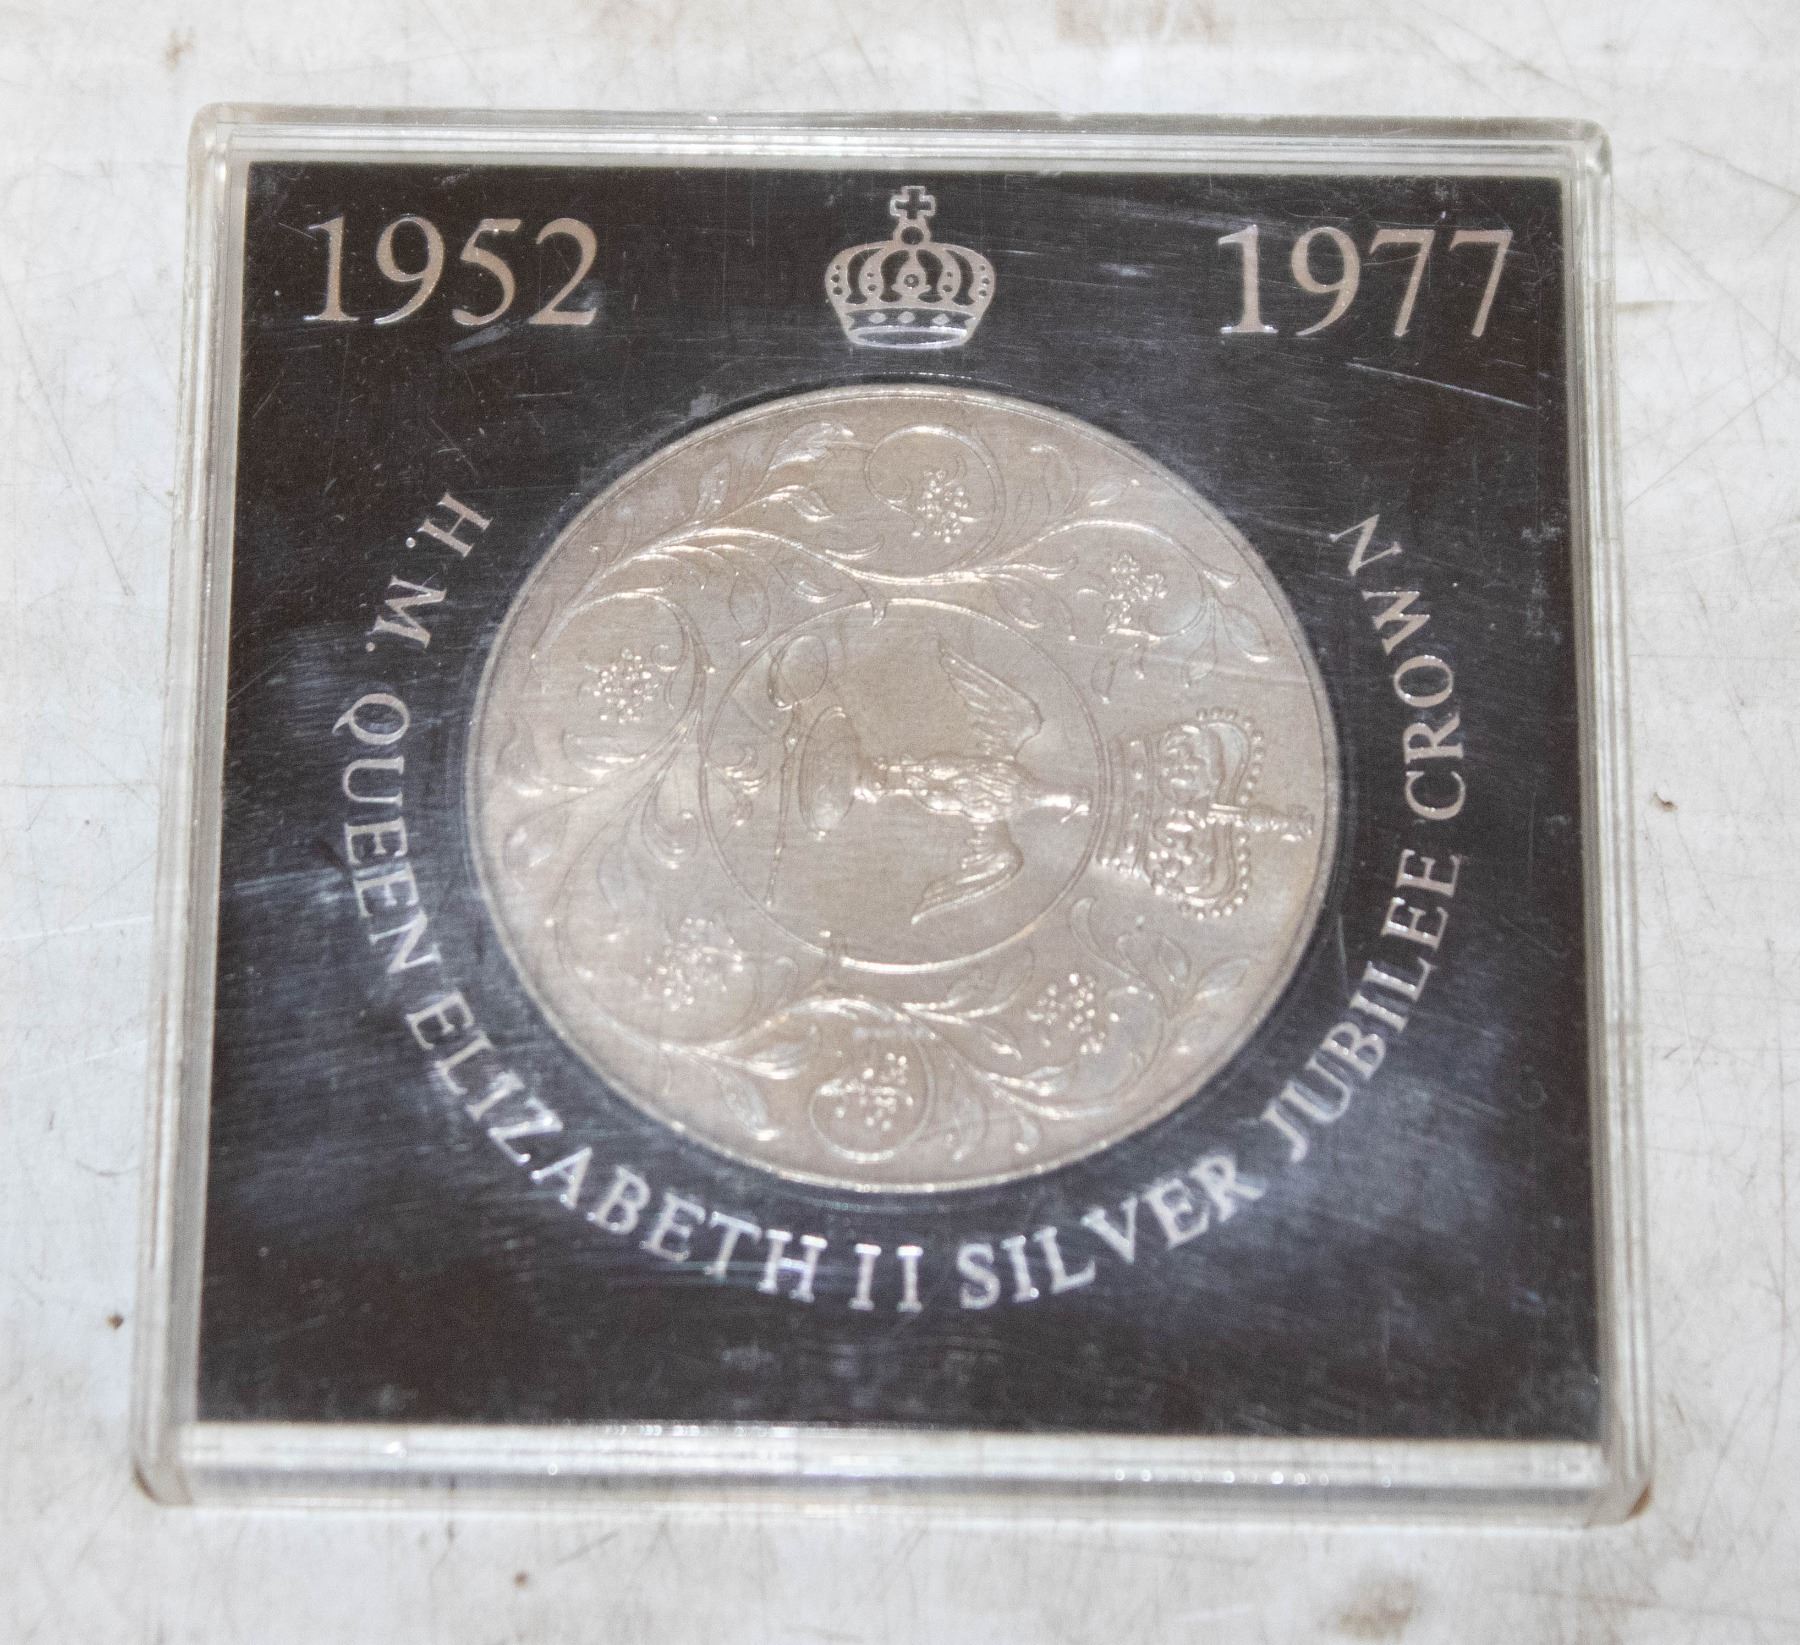 1952 1977
H. M. QUEEN ELIZABETH II SILVER JUBILEE CROWN